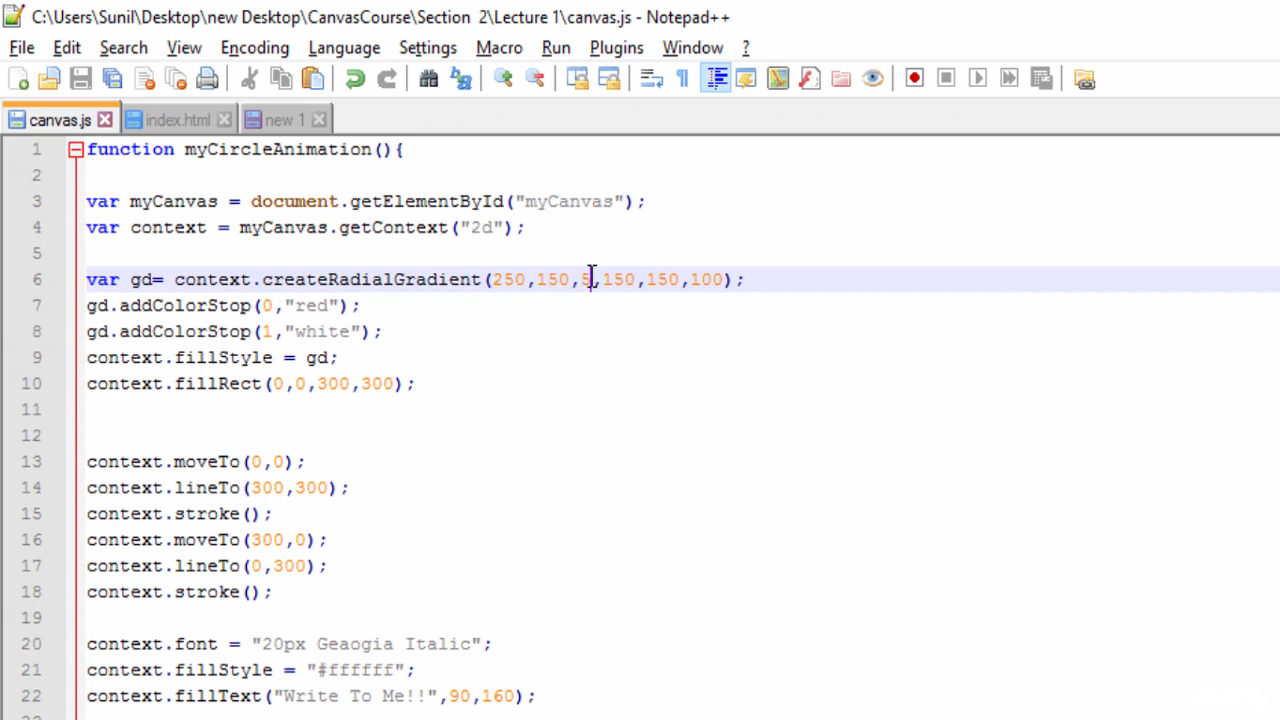 C:\Users\Sunil\Desktop\new Desktop\CanvasCourse\Section 2\Lecture 1\canvas.js - Notepad++
File Edit Search View Encoding Language Settings Macro Run Plugins Window ?
canvas.js index.html new 1
1 function myCircleAnimation(){
2
3 var myCanvas = document.getElementById("myCanvas");
4 var context = myCanvas.getContext("2d");
5
6 var gd= context.createRadialGradient(250,150,5,150,150,100);
7 gd.addColorStop(0,"red");
8 gd.addColorStop(1,"white");
9 context.fillStyle = gd;
10 context.fillRect(0,0,300,300);
11
12
13 context.moveTo(0,0);
14 context.lineTo(300,300);
15 context.stroke();
16 context.moveTo(300,0);
17 context.lineTo(0,300);
18 context.stroke();
19
20 context.font = "20px Geaogia Italic";
21 context.fillStyle = "#ffffff";
22 context.fillText("Write To Me!!",90,160);